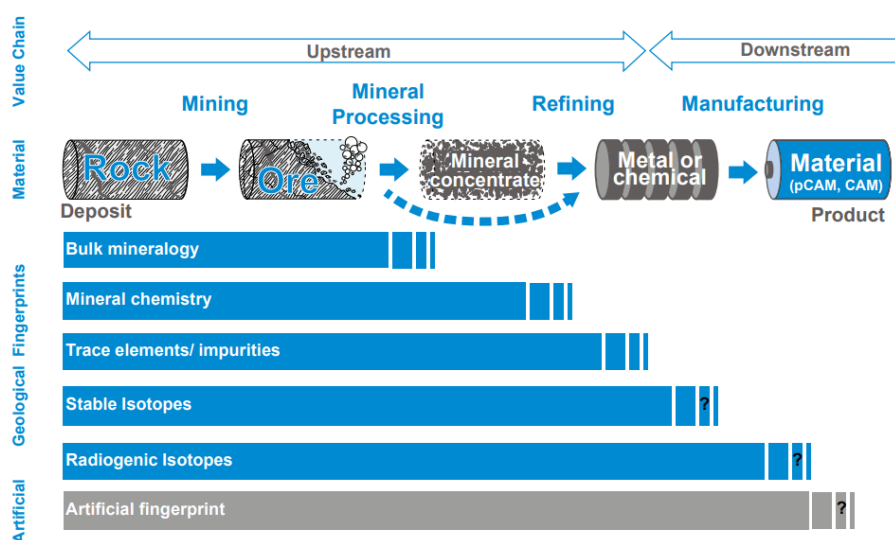 Value Chain
Upstream
Downstream
Mining
Mineral
Processing
Refining
Manufacturing
Material
Rock
Ore
Mineral
concentrate
Metal or
chemical
Material
(pCAM, CAM)
Deposit
Product
Geological Fingerprints
Bulk mineralogy
Mineral chemistry
Trace elements/ impurities
Stable Isotopes
?
Radiogenic Isotopes
?
Artificial
Artificial fingerprint
?